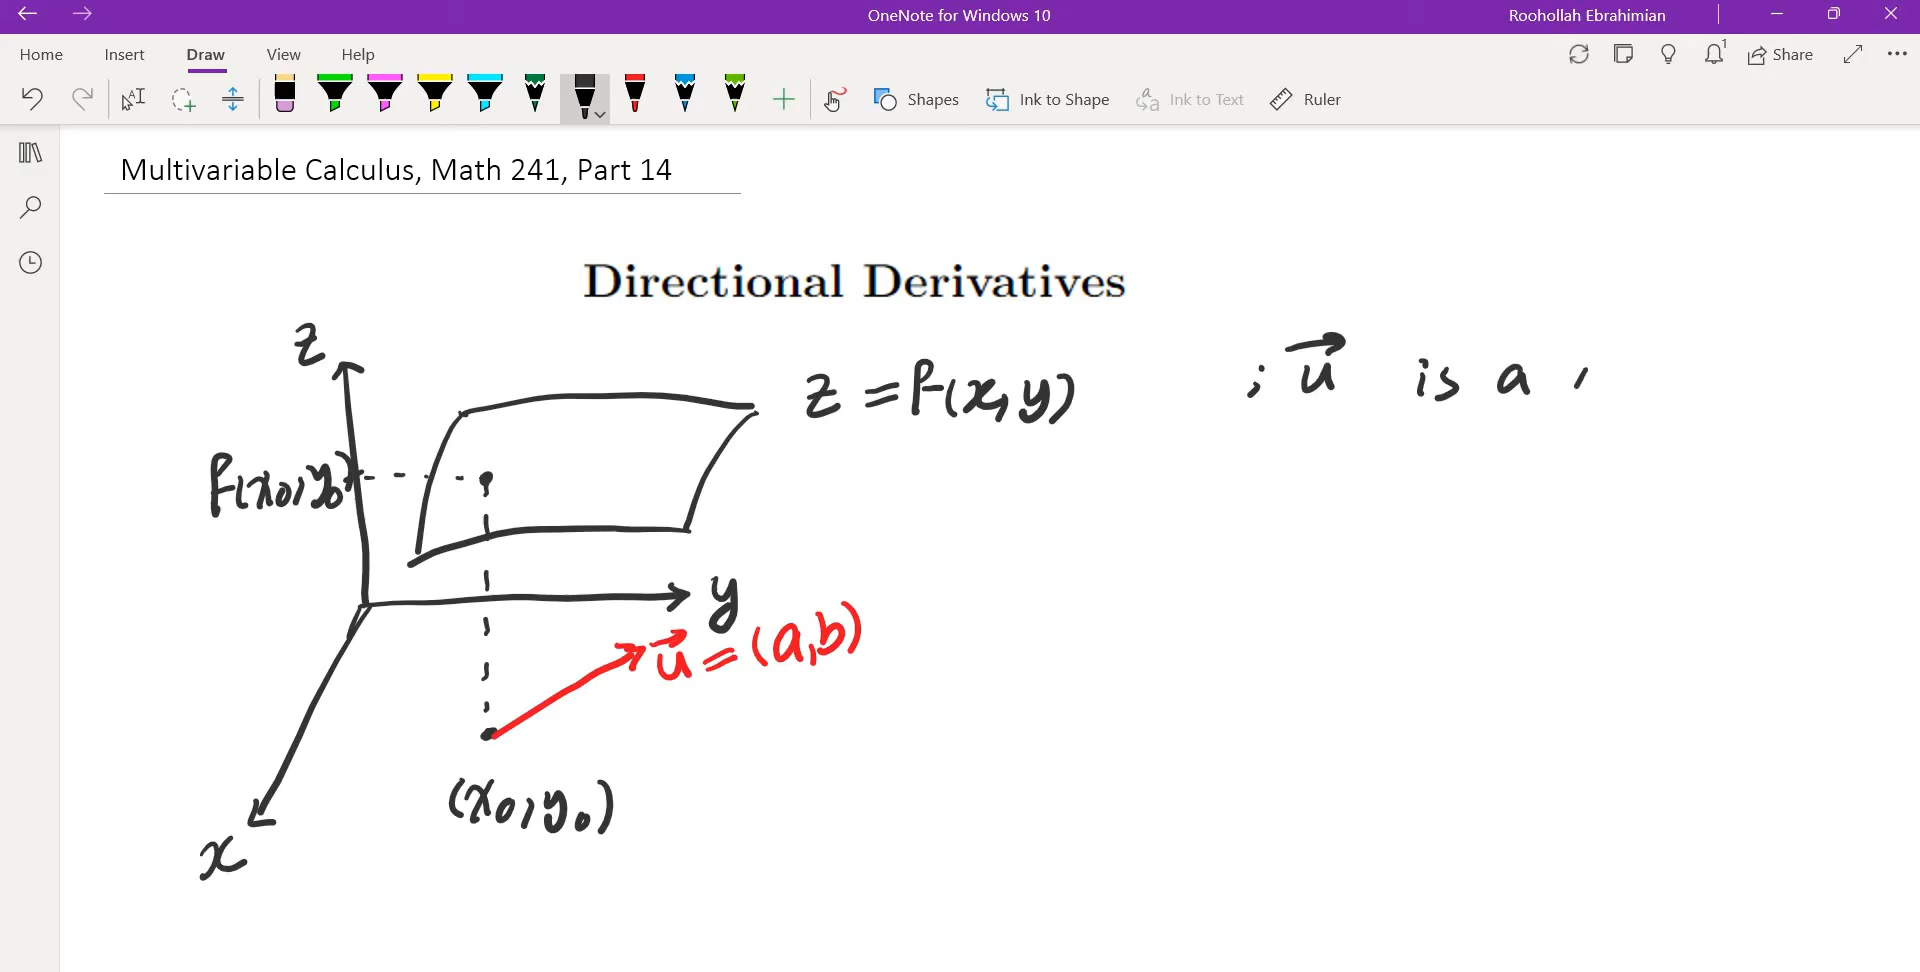 OneNote for Windows 10
Roohollah Ebrahimian
Home Insert Draw View Help
1
Share
Shapes
Ink to Shape
Ink to Text
Ruler
Multivariable Calculus, Math 241, Part 14
Directional Derivatives
z
z = f(x,y)
; u⃗ is a
f(x₀,y₀)
y
u⃗ = (a,b)
(x₀,y₀)
x